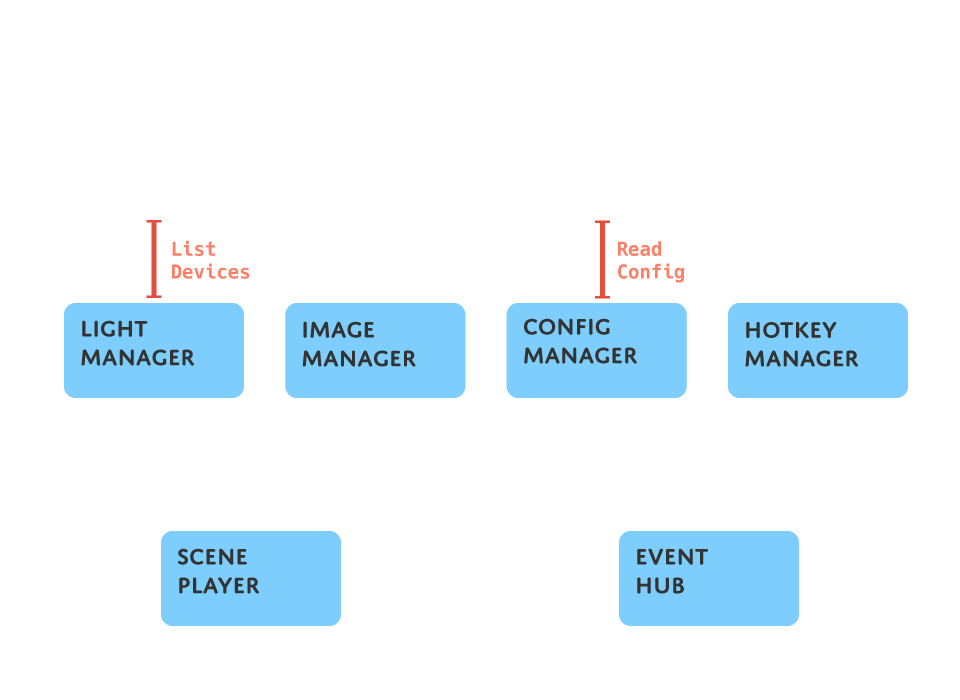 List
Devices
Read
Config
LIGHT
MANAGER
IMAGE
MANAGER
CONFIG
MANAGER
HOTKEY
MANAGER
SCENE
PLAYER
EVENT
HUB